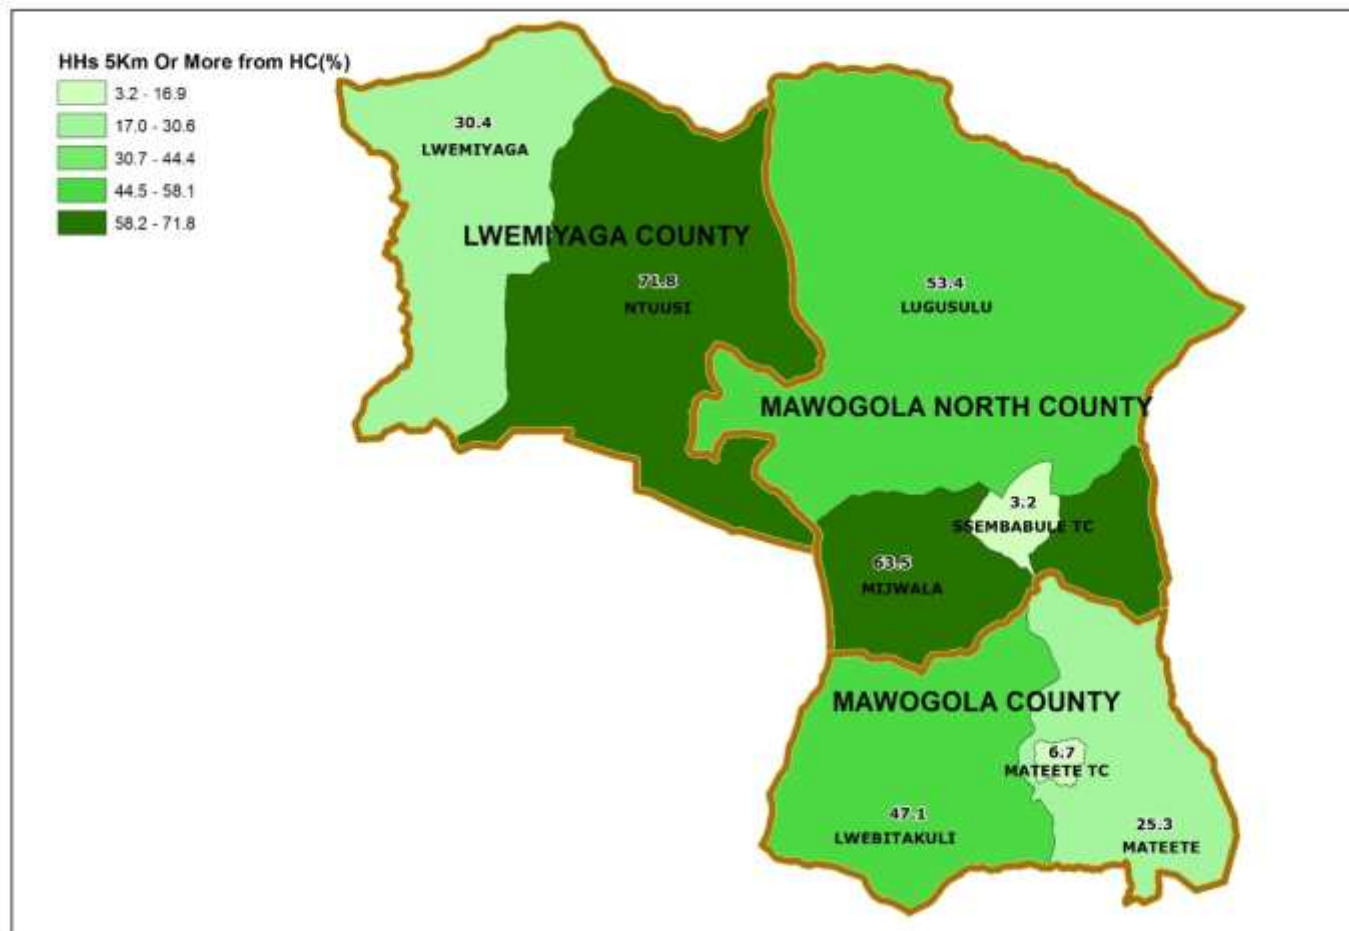 HHs 5Km Or More from HC(%)
3.2 - 16.9
17.0 - 30.6
30.7 - 44.4
44.5 - 58.1
58.2 - 71.8
30.4
LWEMIYAGA
LWEMIYAGA COUNTY
71.8
NTUUSI
53.4
LUGUSULU
MAWOGOLA NORTH COUNTY
3.2
SSEMBABULE TC
63.5
MIJWALA
MAWOGOLA COUNTY
6.7
MATEETE TC
47.1
LWEBITAKULI
25.3
MATEETE